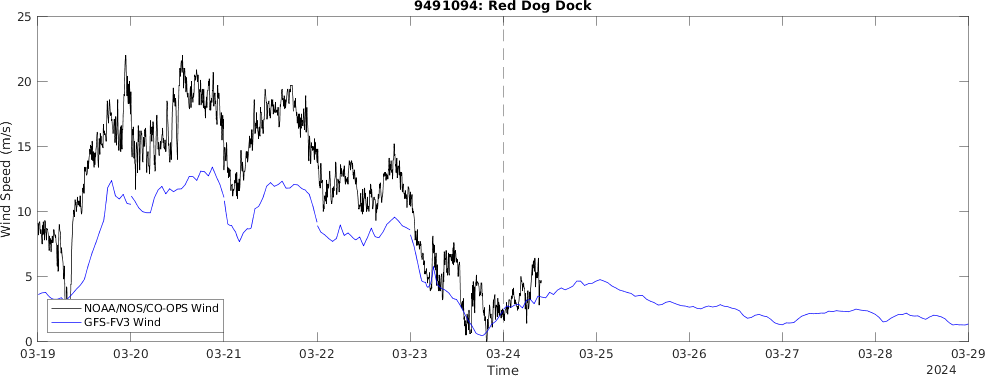 9491094: Red Dog Dock
25
20
15
10
5
0
Wind Speed (m/s)
NOAA/NOS/CO-OPS Wind
GFS-FV3 Wind
03-19 03-20 03-21 03-22 03-23 03-24 03-25 03-26 03-27 03-28 03-29
Time
2024